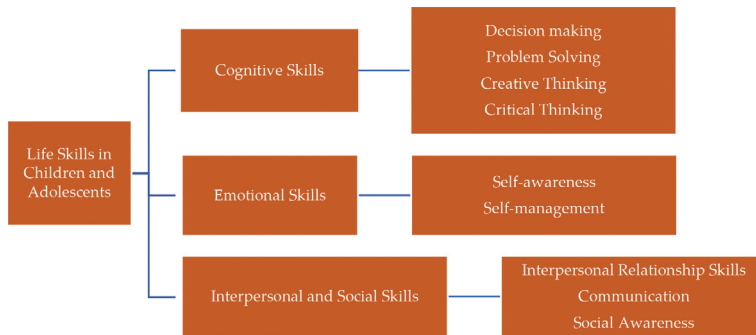 Life Skills in
Children and
Adolescents
Cognitive Skills
Decision making
Problem Solving
Creative Thinking
Critical Thinking
Emotional Skills
Self-awareness
Self-management
Interpersonal and Social Skills
Interpersonal Relationship Skills
Communication
Social Awareness